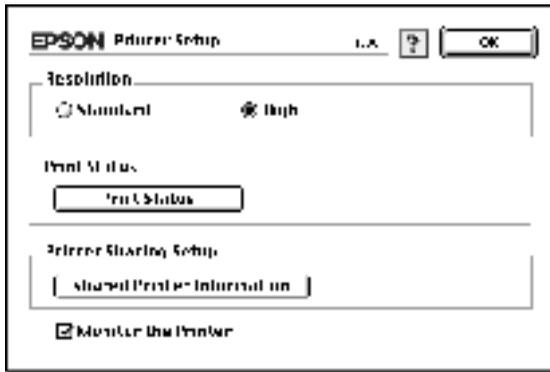 EPSON Printer Setup
OK
Resolution
Standard High
Print Status
Print Status
Printer Sharing Setup
Shared Printer Information
Monitor the Printer